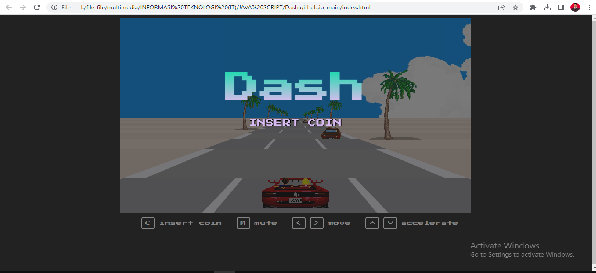 Dash
INSERT COIN
C insert coin M mute < > move accelerate
Activate Windows
Go to Settings to activate Windows.